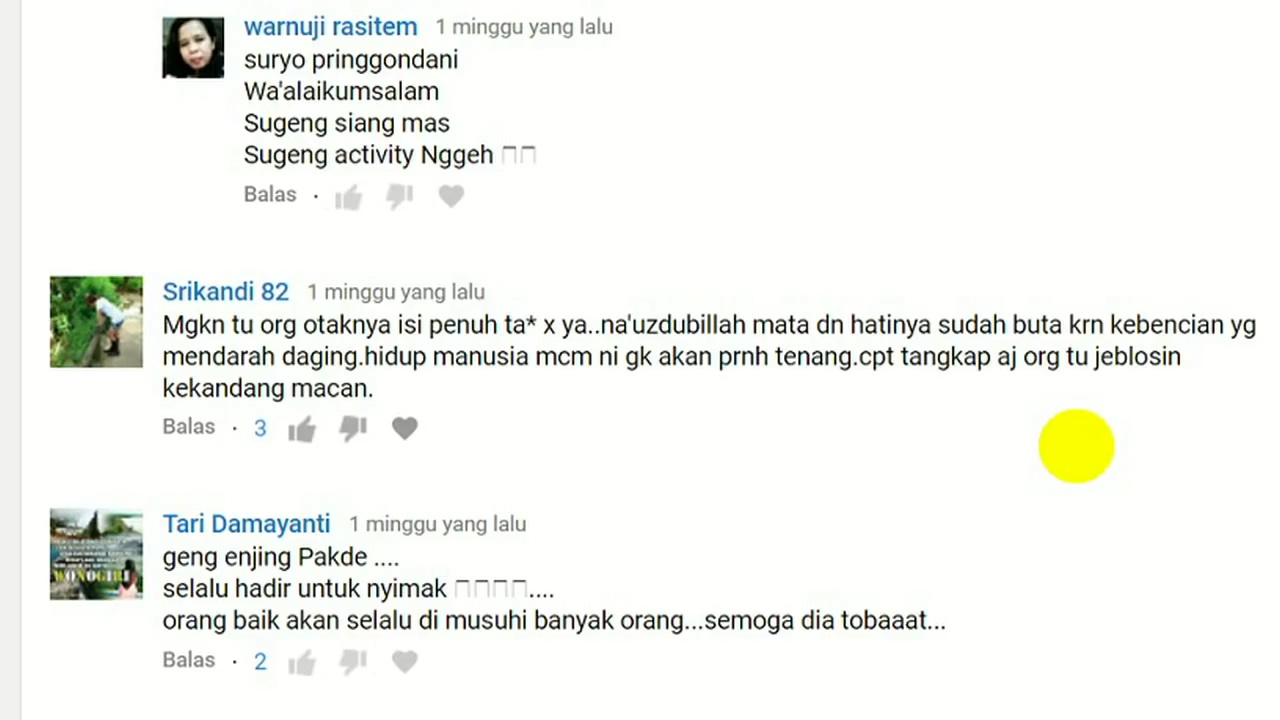 warnuji rasitem 1 minggu yang lalu
suryo pringgondani
Wa'alaikumsalam
Sugeng siang mas
Sugeng activity Nggeh
Balas ·
Srikandi 82 1 minggu yang lalu
Mgkn tu org otaknya isi penuh ta* x ya..na'uzdubillah mata dn hatinya sudah buta krn kebencian yg
mendarah daging.hidup manusia mcm ni gk akan prnh tenang.cpt tangkap aj org tu jeblosin
kekandang macan.
Balas · 3
Tari Damayanti 1 minggu yang lalu
WONOGIRI
geng enjing Pakde ....
selalu hadir untuk nyimak ....
orang baik akan selalu di musuhi banyak orang...semoga dia tobaaat...
Balas · 2